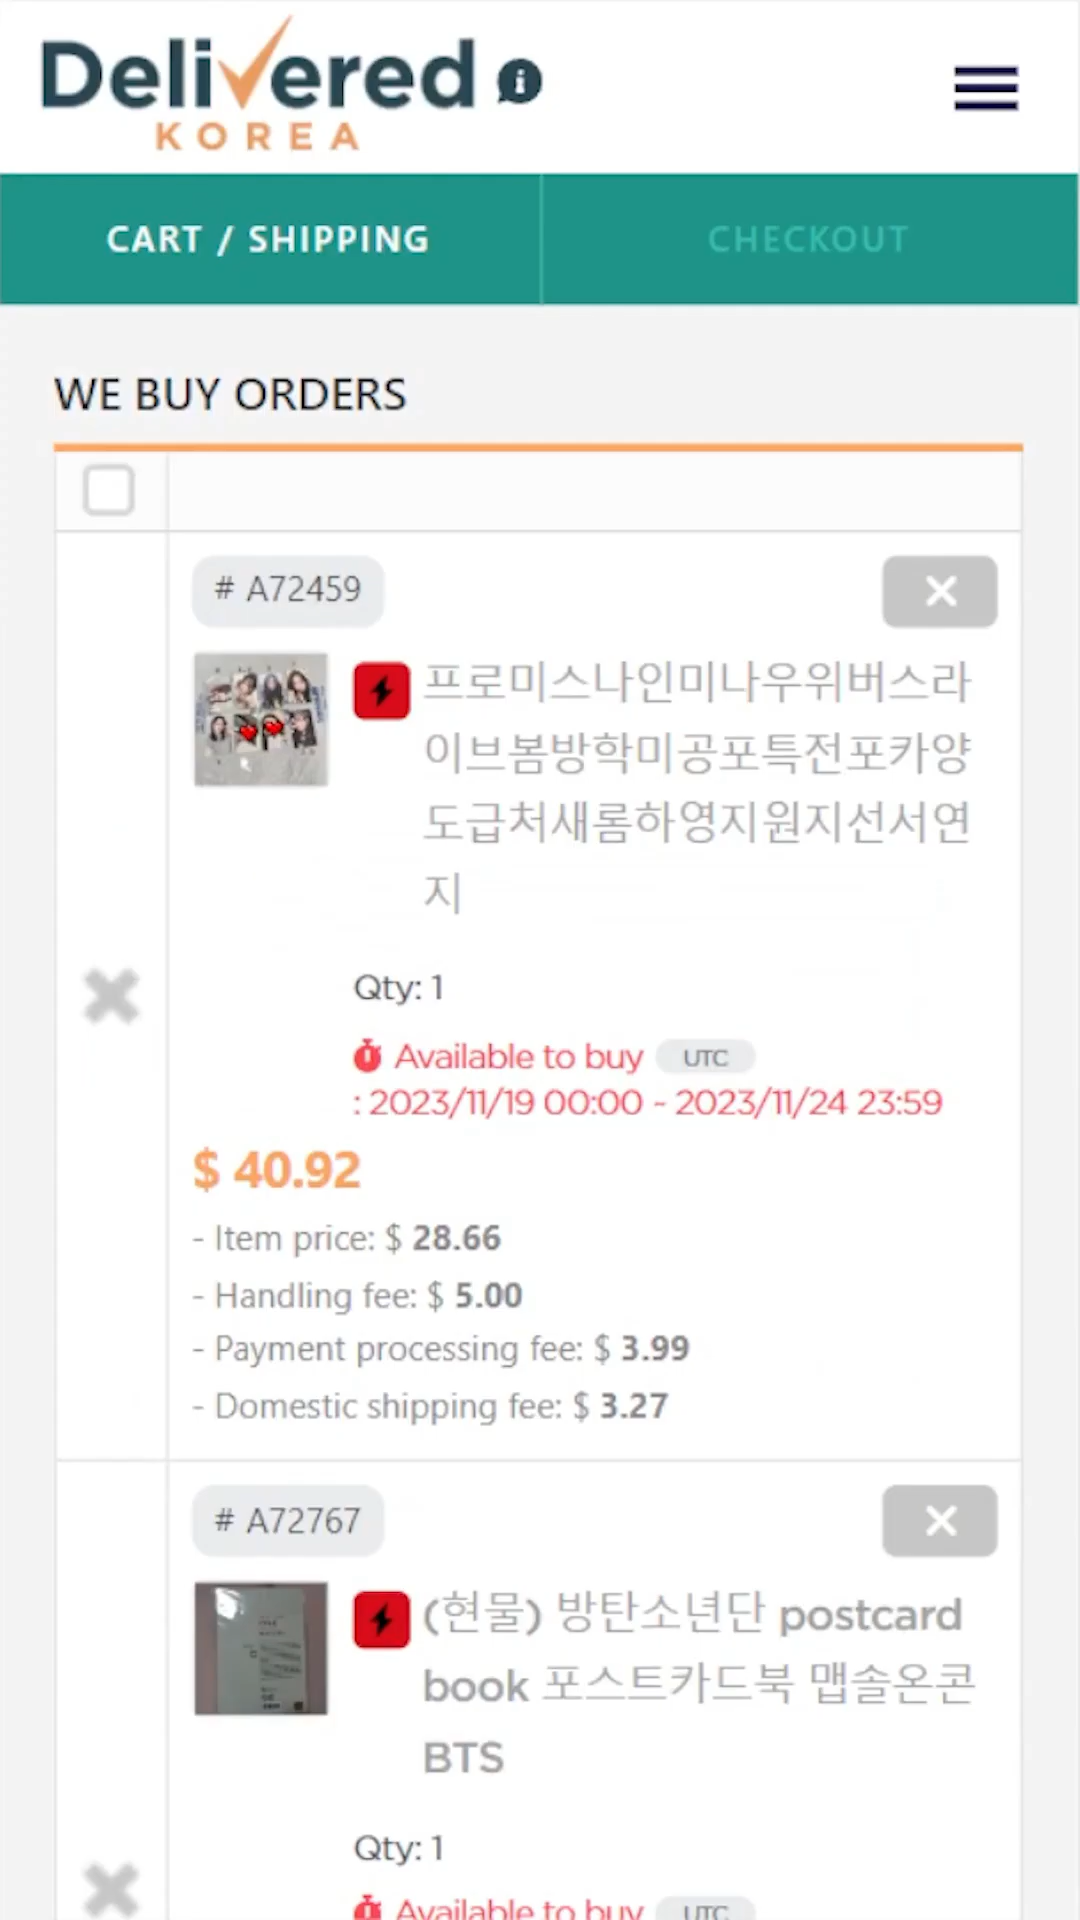 Delivered
KOREA
CART / SHIPPING
CHECKOUT
WE BUY ORDERS
# A72459
프로미스나인미나우위버스라
이브봄방학미공포특전포카양
도급처새롬하영지원지선서연
지
Qty: 1
Available to buy UTC
: 2023/11/19 00:00 ~ 2023/11/24 23:59
$ 40.92
- Item price: $ 28.66
- Handling fee: $ 5.00
- Payment processing fee: $ 3.99
- Domestic shipping fee: $ 3.27
# A72767
(현물) 방탄소년단 postcard
book 포스트카드북 맵솔온콘
BTS
Qty: 1
Available to buy UTC